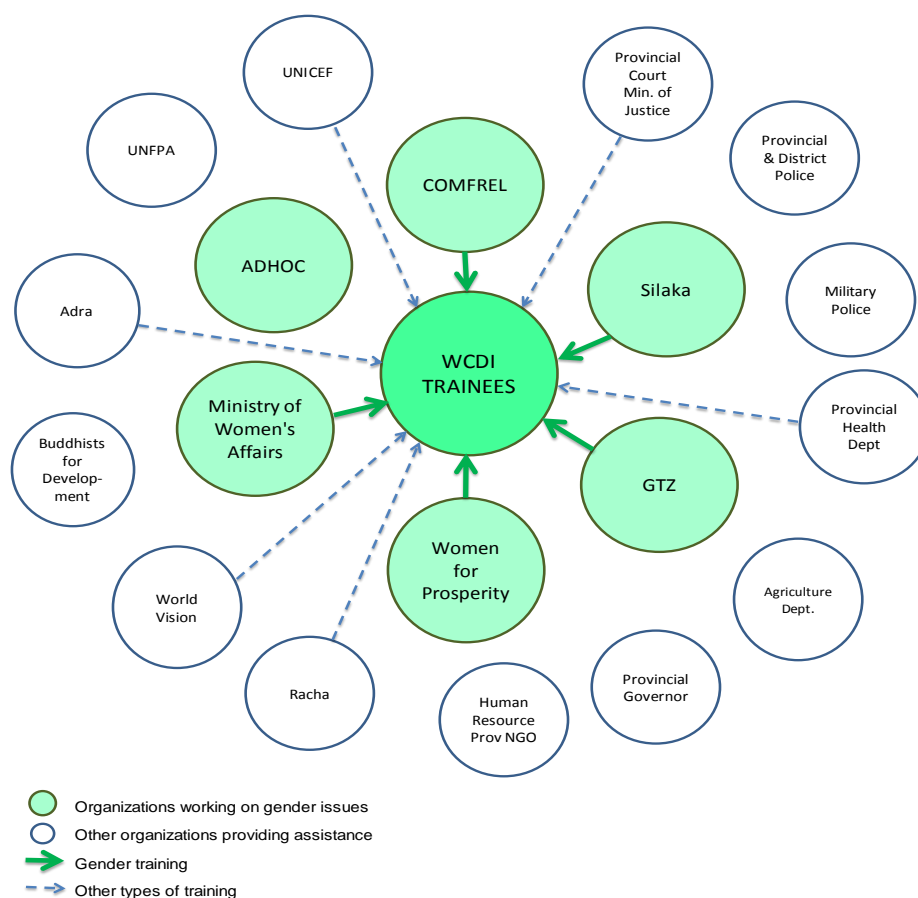 UNICEF
Provincial
Court
Min. of
Justice
UNFPA
Provincial
& District
Police
COMFREL
ADHOC
Silaka
Adra
Military
Police
WCDI
TRAINEES
Ministry of
Women's
Affairs
Provincial
Health
Dept
Buddhists
for
Develop-
ment
GTZ
Women
for
Prosperity
World
Vision
Agriculture
Dept.
Racha
Provincial
Governor
Human
Resource
Prov NGO
Organizations working on gender issues
Other organizations providing assistance
Gender training
Other types of training